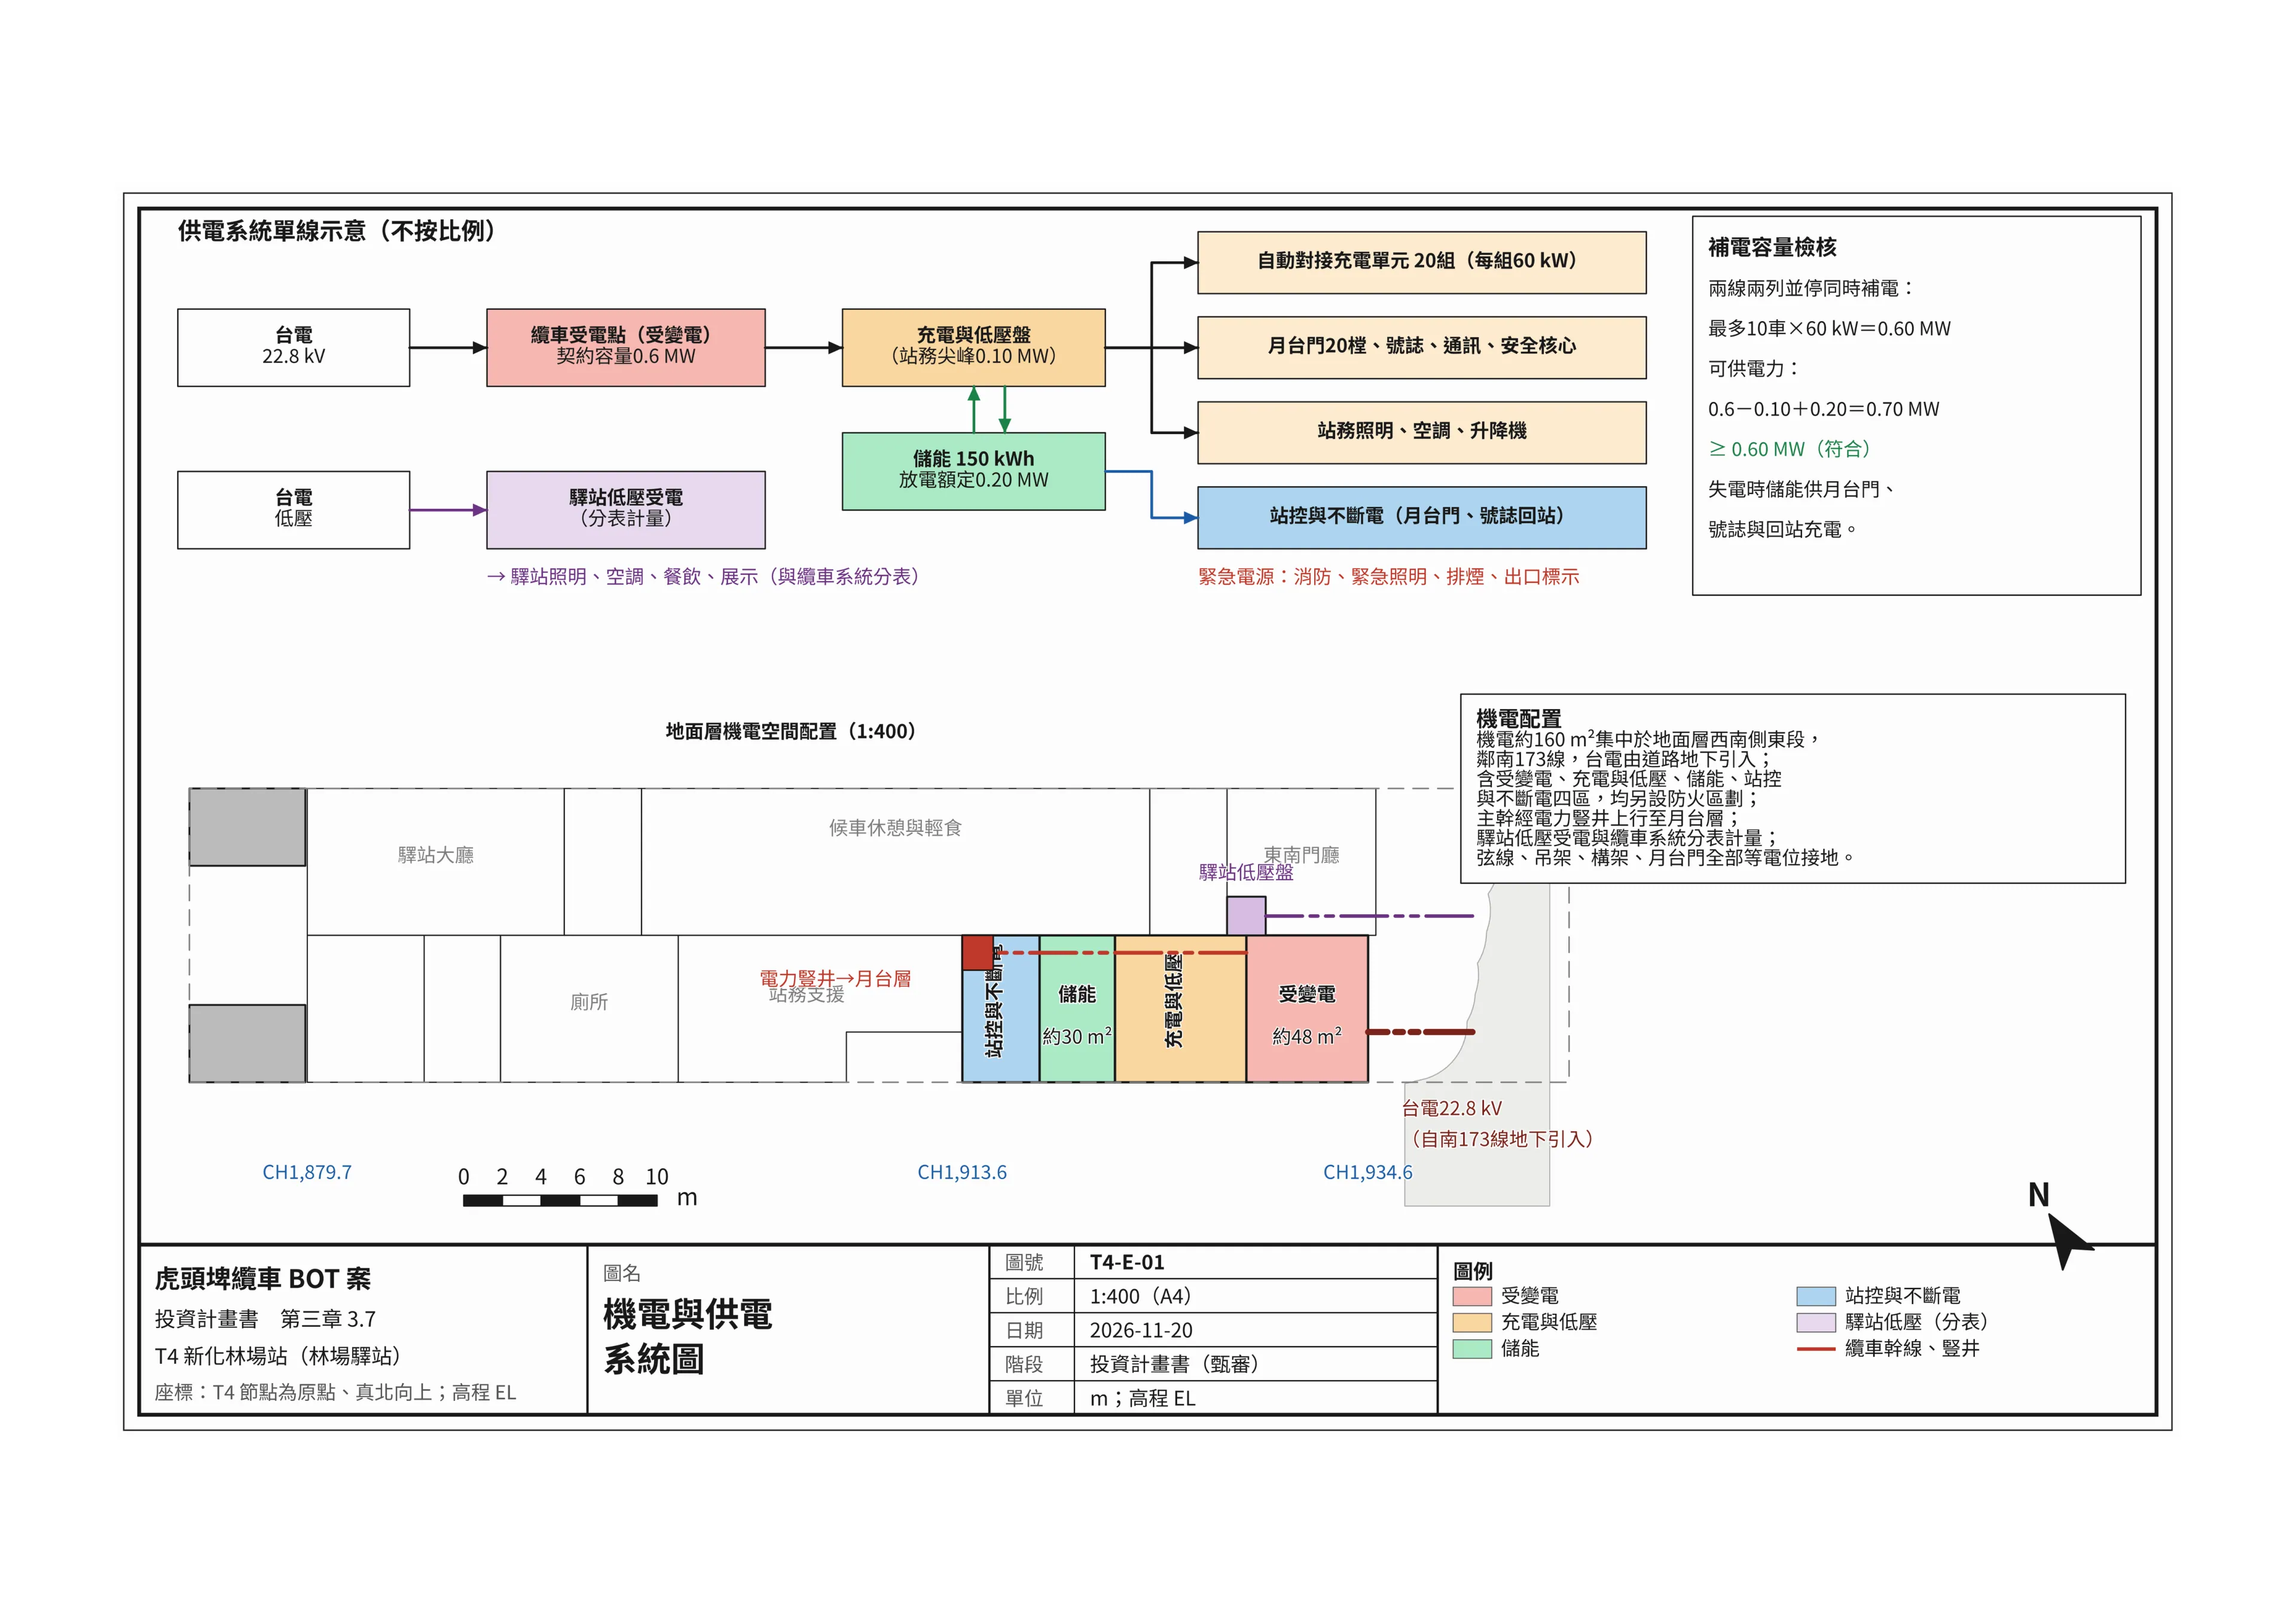 供電系統單線示意（不按比例）
台電
22.8 kV
纜車受電點（受變電）
契約容量0.6 MW
充電與低壓盤
（站務尖峰0.10 MW）
儲能 150 kWh
放電額定0.20 MW
台電
低壓
驛站低壓受電
（分表計量）
→ 驛站照明、空調、餐飲、展示（與纜車系統分表）
自動對接充電單元 20組（每組60 kW）
月台門20樘、號誌、通訊、安全核心
站務照明、空調、升降機
站控與不斷電（月台門、號誌回站）
緊急電源：消防、緊急照明、排煙、出口標示
補電容量檢核
兩線兩列並停同時補電：
最多10車×60 kW＝0.60 MW
可供電力：
0.6－0.10＋0.20＝0.70 MW
≥ 0.60 MW（符合）
失電時儲能供月台門、
號誌與回站充電。
地面層機電空間配置（1:400）
機電配置
機電約160 m²集中於地面層西南側東段，
鄰南173線，台電由道路地下引入；
含受變電、充電與低壓、儲能、站控
與不斷電四區，均另設防火區劃；
主幹經電力豎井上行至月台層；
驛站低壓受電與纜車系統分表計量；
弦線、吊架、構架、月台門全部等電位接地。
驛站大廳
候車休憩與輕食
東南門廳
驛站低壓盤
廁所
電力豎井→月台層
站務支援
站控與不斷電
儲能
約30 m²
充電與低壓
受變電
約48 m²
台電22.8 kV
（自南173線地下引入）
CH1,879.7
CH1,913.6
CH1,934.6
0 2 4 6 8 10
m
N
虎頭埤纜車 BOT 案
投資計畫書　第三章 3.7
T4 新化林場站（林場驛站）
座標：T4 節點為原點、真北向上；高程 EL
圖名
機電與供電
系統圖
圖號 T4-E-01
比例 1:400（A4）
日期 2026-11-20
階段 投資計畫書（甄審）
單位 m；高程 EL
圖例
受變電
充電與低壓
儲能
站控與不斷電
驛站低壓（分表）
纜車幹線、豎井